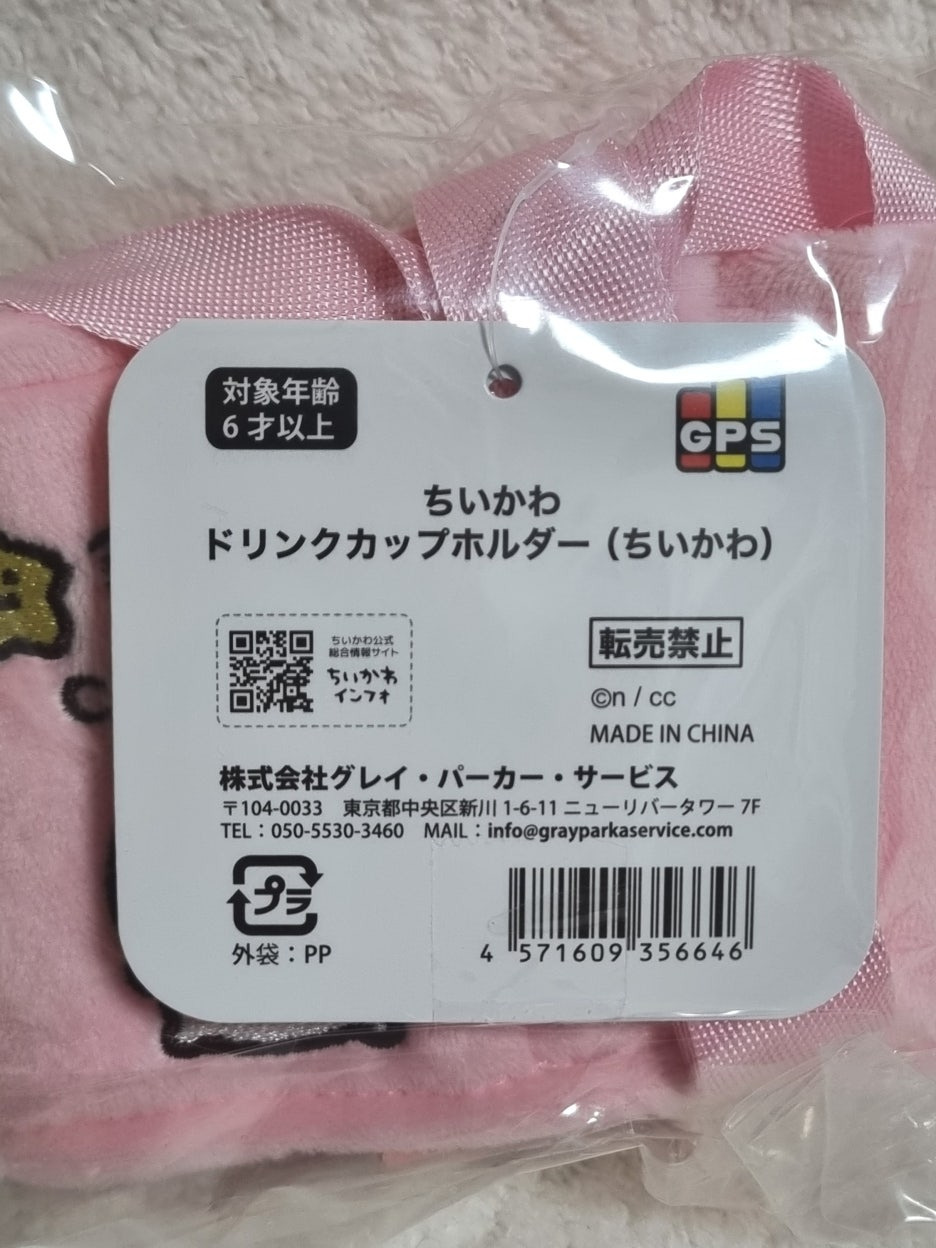 対象年齢
6才以上
GPS
ちいかわ
ドリンクカップホルダー（ちいかわ）
ちいかわ公式
総合情報サイト
ちいかわ
インフォ
転売禁止
©n / cc
MADE IN CHINA
株式会社グレイ・パーカー・サービス
〒104-0033　東京都中央区新川 1-6-11 ニューリバータワー 7F
TEL：050-5530-3460　MAIL：info@grayparkaservice.com
プラ
外袋：PP
4 571609 356646